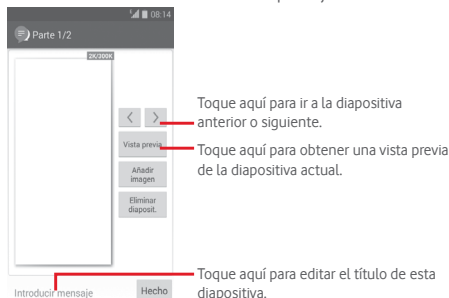 08:14
Parte 1/2
2K/300K
Toque aquí para ir a la diapositiva
anterior o siguiente.
Vista previa
Toque aquí para obtener una vista previa
de la diapositiva actual.
Añadir
imagen
Eliminar
diaposit.
Toque aquí para editar el título de esta
diapositiva.
Introducir mensaje
Hecho